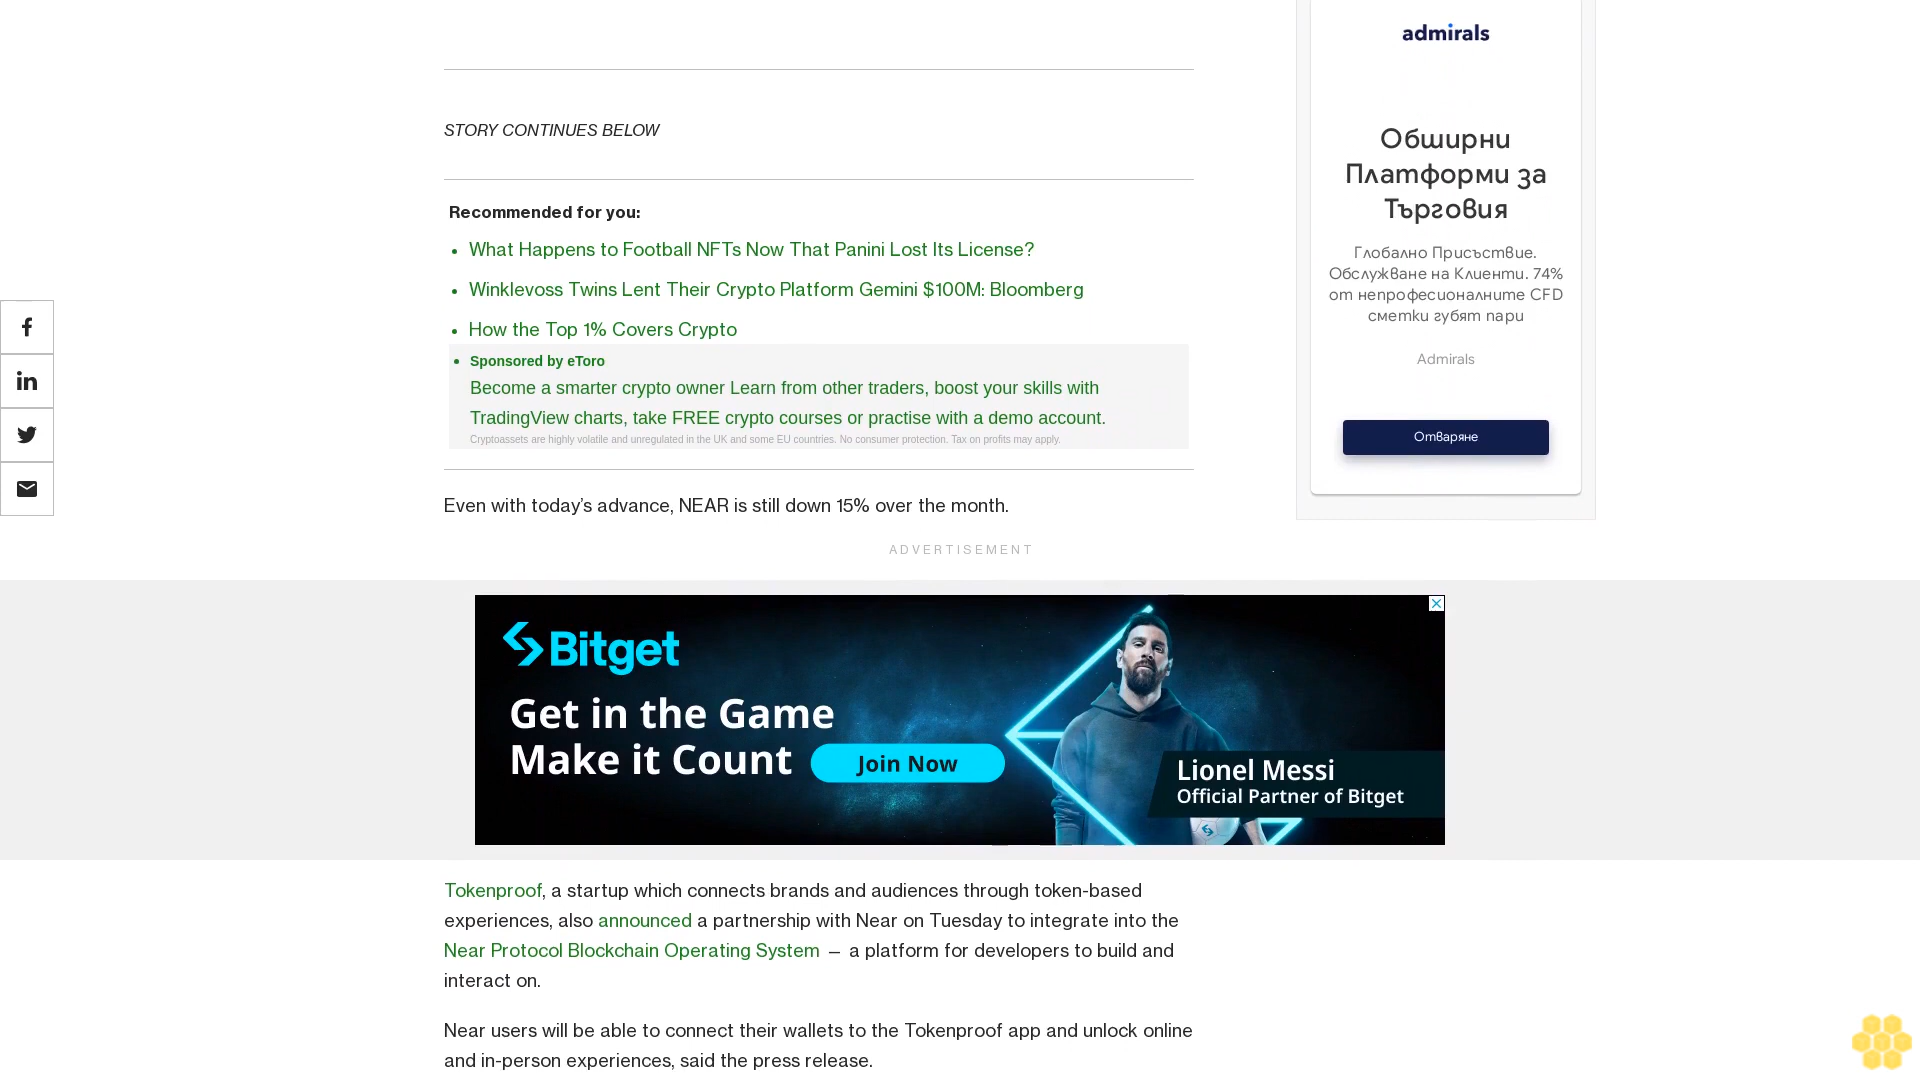 STORY CONTINUES BELOW
Recommended for you:
What Happens to Football NFTs Now That Panini Lost Its License?
Winklevoss Twins Lent Their Crypto Platform Gemini $100M: Bloomberg
How the Top 1% Covers Crypto
Sponsored by eToro
Become a smarter crypto owner Learn from other traders, boost your skills with
TradingView charts, take FREE crypto courses or practise with a demo account.
Cryptoassets are highly volatile and unregulated in the UK and some EU countries. No consumer protection. Tax on profits may apply.
Even with today’s advance, NEAR is still down 15% over the month.
admirals
Обширни
Платформи за
Търговия
Глобално Присъствие.
Обслужване на Клиенти. 74%
от непрофесионалните CFD
сметки губят пари
Admirals
Отваряне
ADVERTISEMENT
Bitget
Get in the Game
Make it Count
Join Now
Lionel Messi
Official Partner of Bitget
Tokenproof, a startup which connects brands and audiences through token-based
experiences, also announced a partnership with Near on Tuesday to integrate into the
Near Protocol Blockchain Operating System — a platform for developers to build and
interact on.
Near users will be able to connect their wallets to the Tokenproof app and unlock online
and in-person experiences, said the press release.